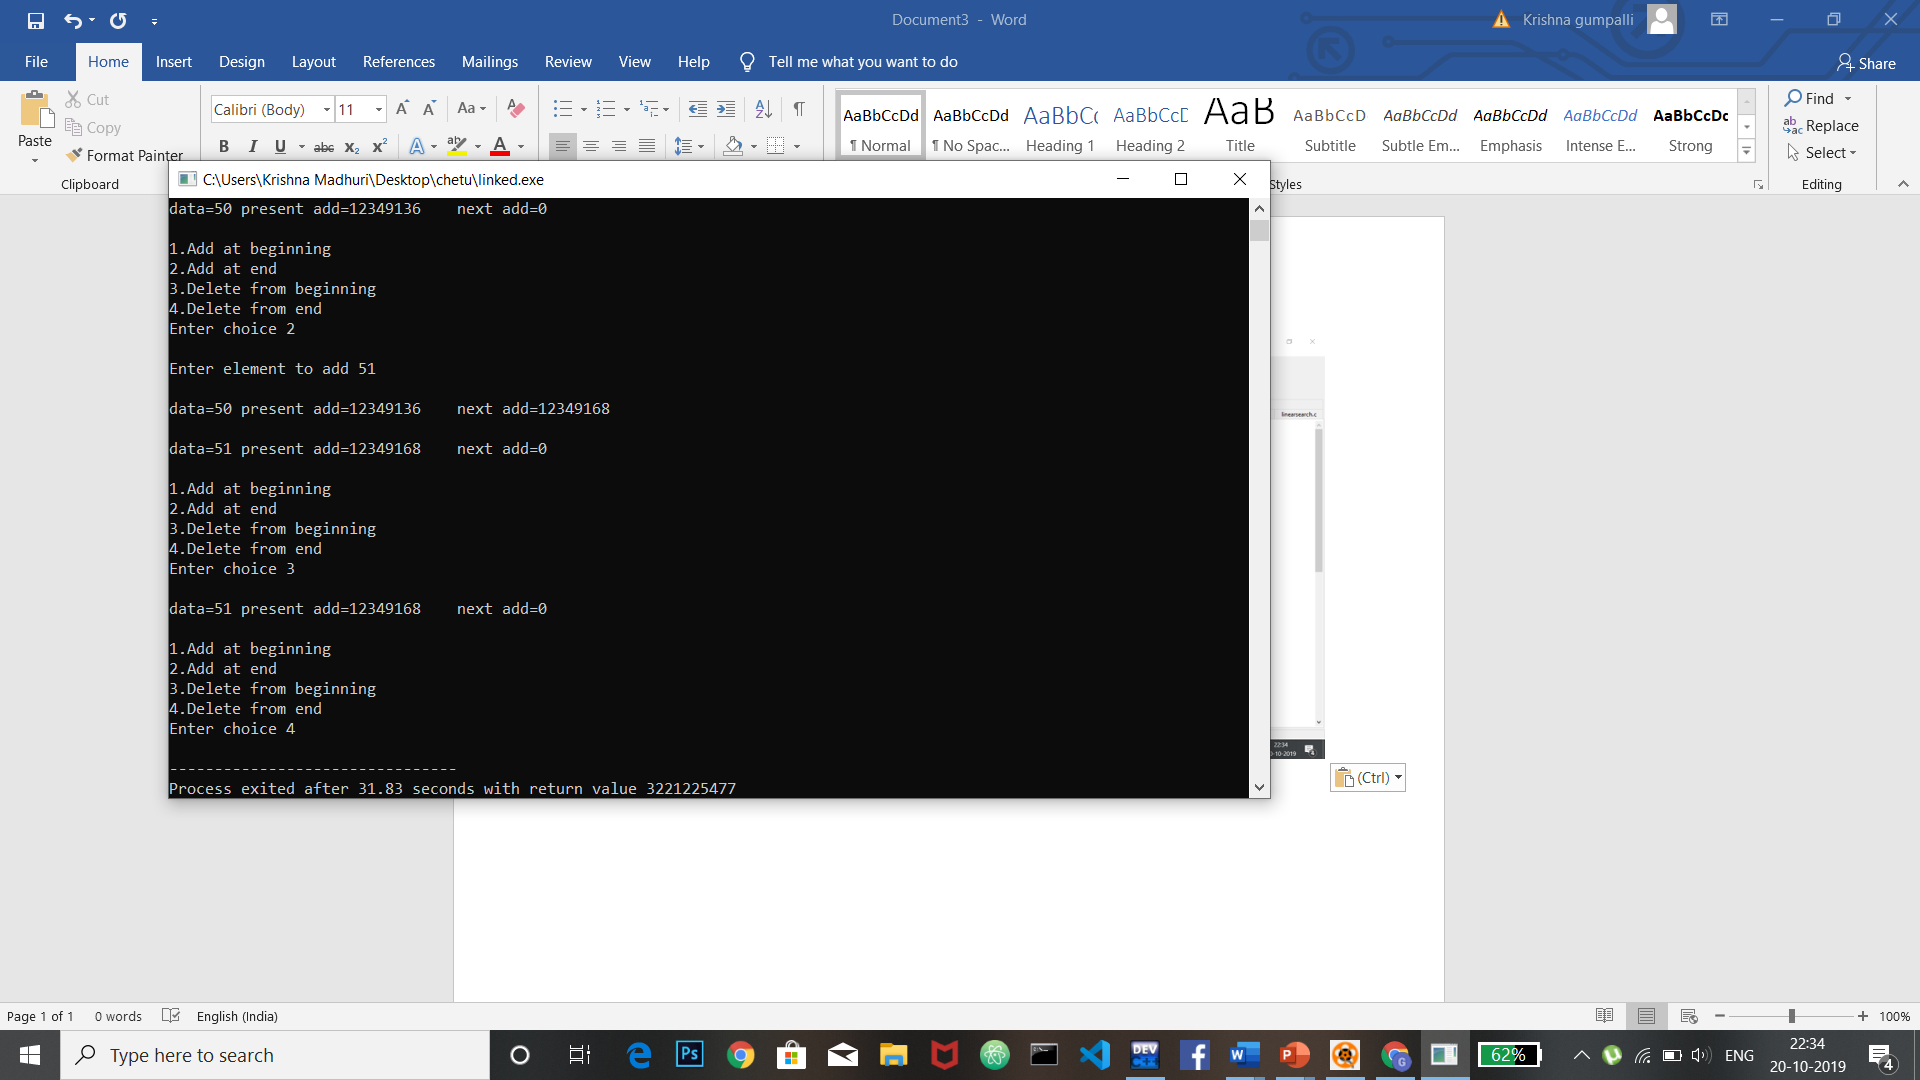 Document3 - Word
Krishna gumpalli
File Home Insert Design Layout References Mailings Review View Help Tell me what you want to do
Share
Paste
Cut
Copy
Format Painter
Clipboard
Calibri (Body) 11
AaBbCcDd AaBbCcDd AaBbCc AaBbCcD AaB AaBbCcD AaBbCcDd AaBbCcDd AaBbCcDd AaBbCcDc
¶ Normal ¶ No Spac... Heading 1 Heading 2 Title Subtitle Subtle Em... Emphasis Intense E... Strong
Styles
Find
Replace
Select
Editing
C:\Users\Krishna Madhuri\Desktop\chetu\linked.exe
data=50 present add=12349136    next add=0
1.Add at beginning
2.Add at end
3.Delete from beginning
4.Delete from end
Enter choice 2
Enter element to add 51
data=50 present add=12349136    next add=12349168
data=51 present add=12349168    next add=0
1.Add at beginning
2.Add at end
3.Delete from beginning
4.Delete from end
Enter choice 3
data=51 present add=12349168    next add=0
1.Add at beginning
2.Add at end
3.Delete from beginning
4.Delete from end
Enter choice 4
--------------------------------
Process exited after 31.83 seconds with return value 3221225477
linearsearch.c
22:34
-10-2019
(Ctrl)
Page 1 of 1 0 words English (India)
100%
Type here to search
62%
ENG
22:34
20-10-2019
4